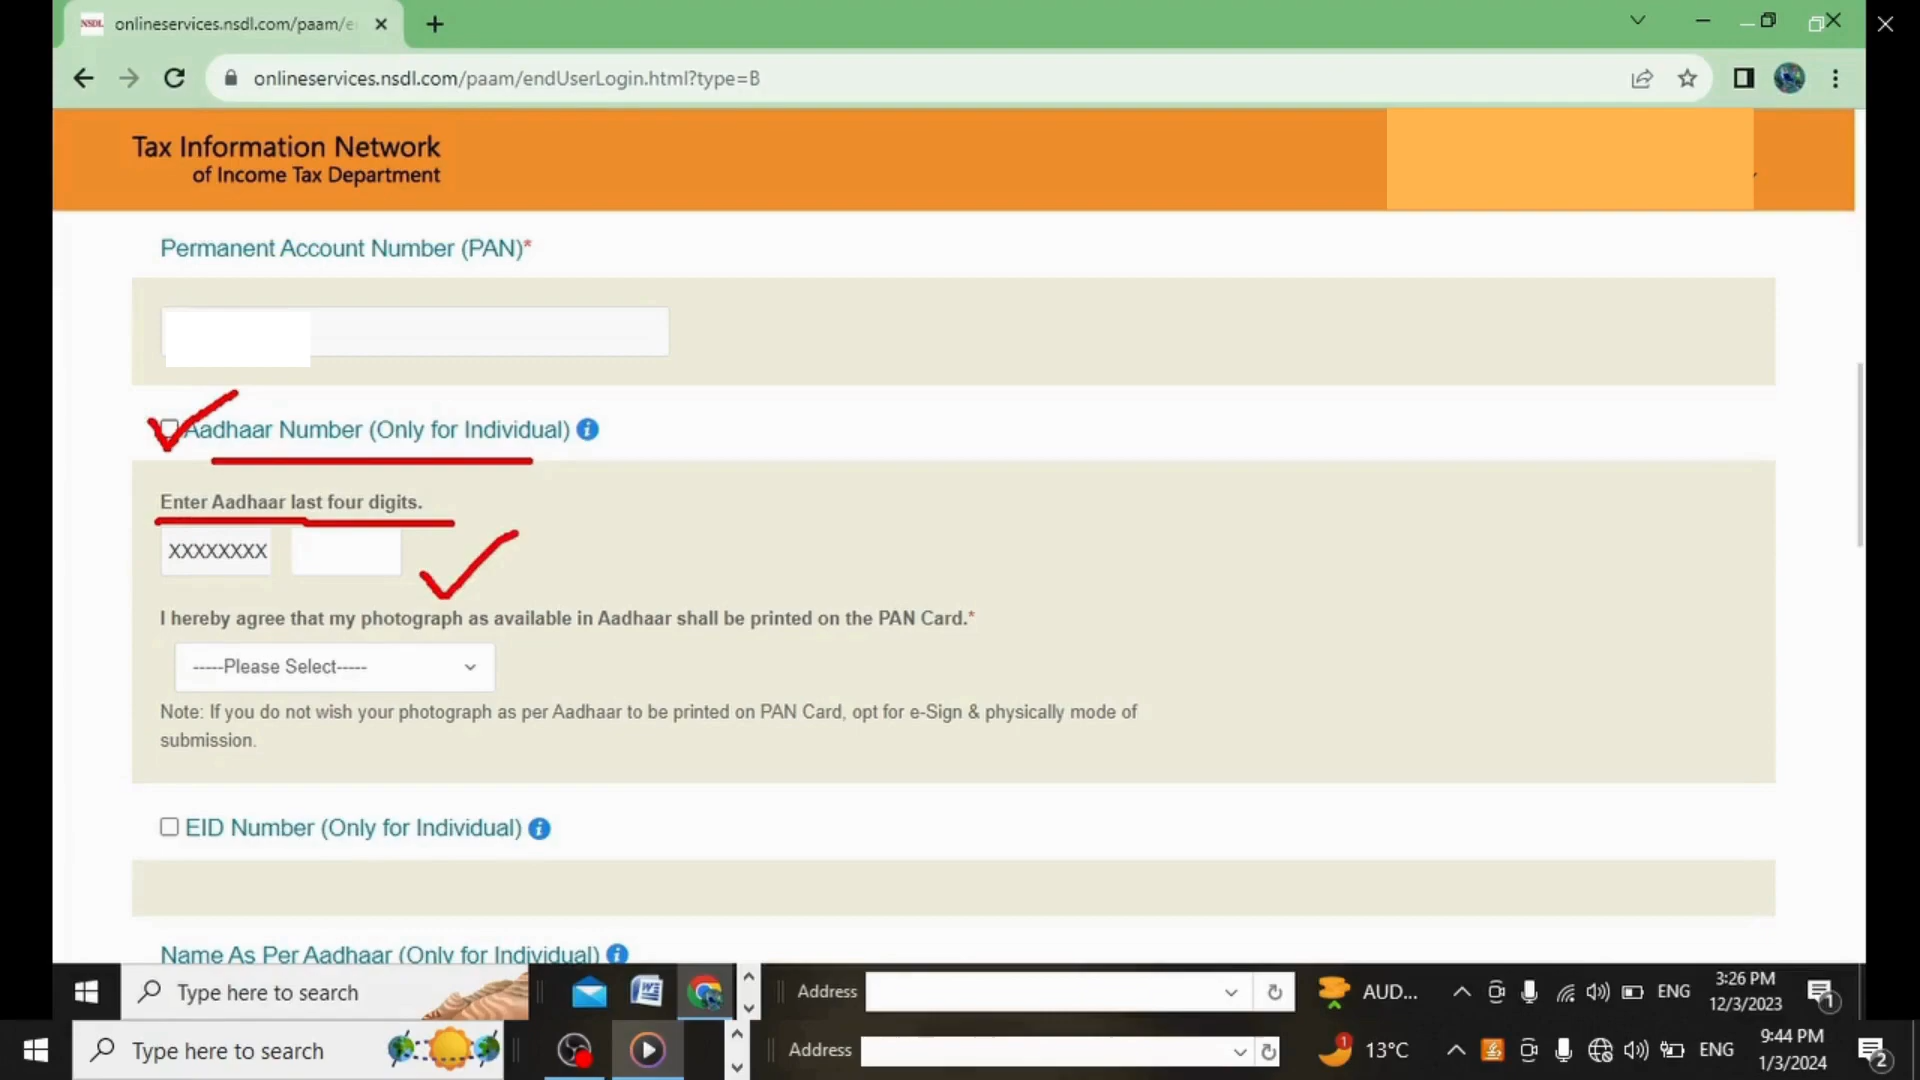 NSDL onlineservices.nsdl.com/paam/e
onlineservices.nsdl.com/paam/endUserLogin.html?type=B
Tax Information Network
of Income Tax Department
Permanent Account Number (PAN)*
Aadhaar Number (Only for Individual) i
Enter Aadhaar last four digits.
XXXXXXXX
I hereby agree that my photograph as available in Aadhaar shall be printed on the PAN Card.*
-----Please Select-----
Note: If you do not wish your photograph as per Aadhaar to be printed on PAN Card, opt for e-Sign & physically mode of
submission.
EID Number (Only for Individual) i
Name As Per Aadhaar (Only for Individual) i
Type here to search
Address
AUD...
ENG
3:26 PM
12/3/2023
1
Type here to search
Address
1
13°C
ENG
9:44 PM
1/3/2024
2